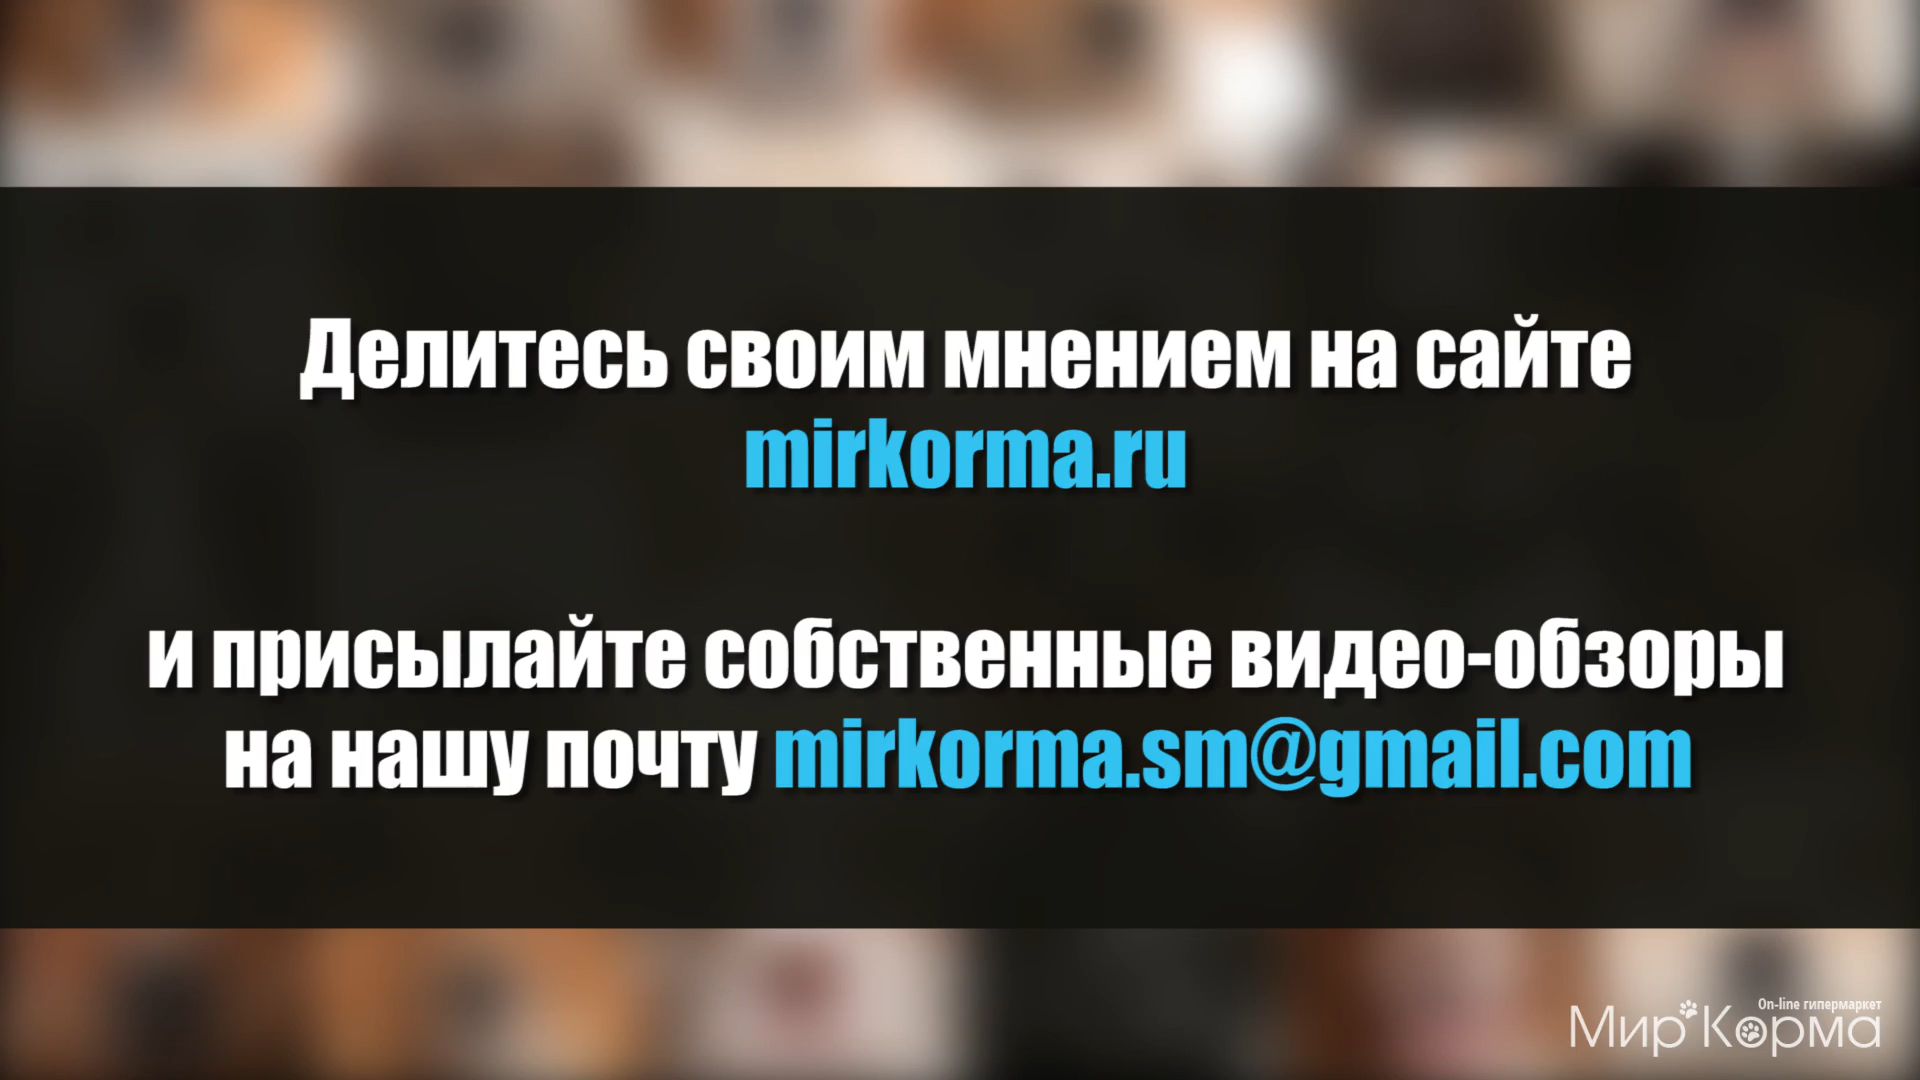 Делитесь своим мнением на сайте
mirkorma.ru
и присылайте собственные видео-обзоры
на нашу почту mirkorma.sm@gmail.com
On-line гипермаркет
Мир Корма